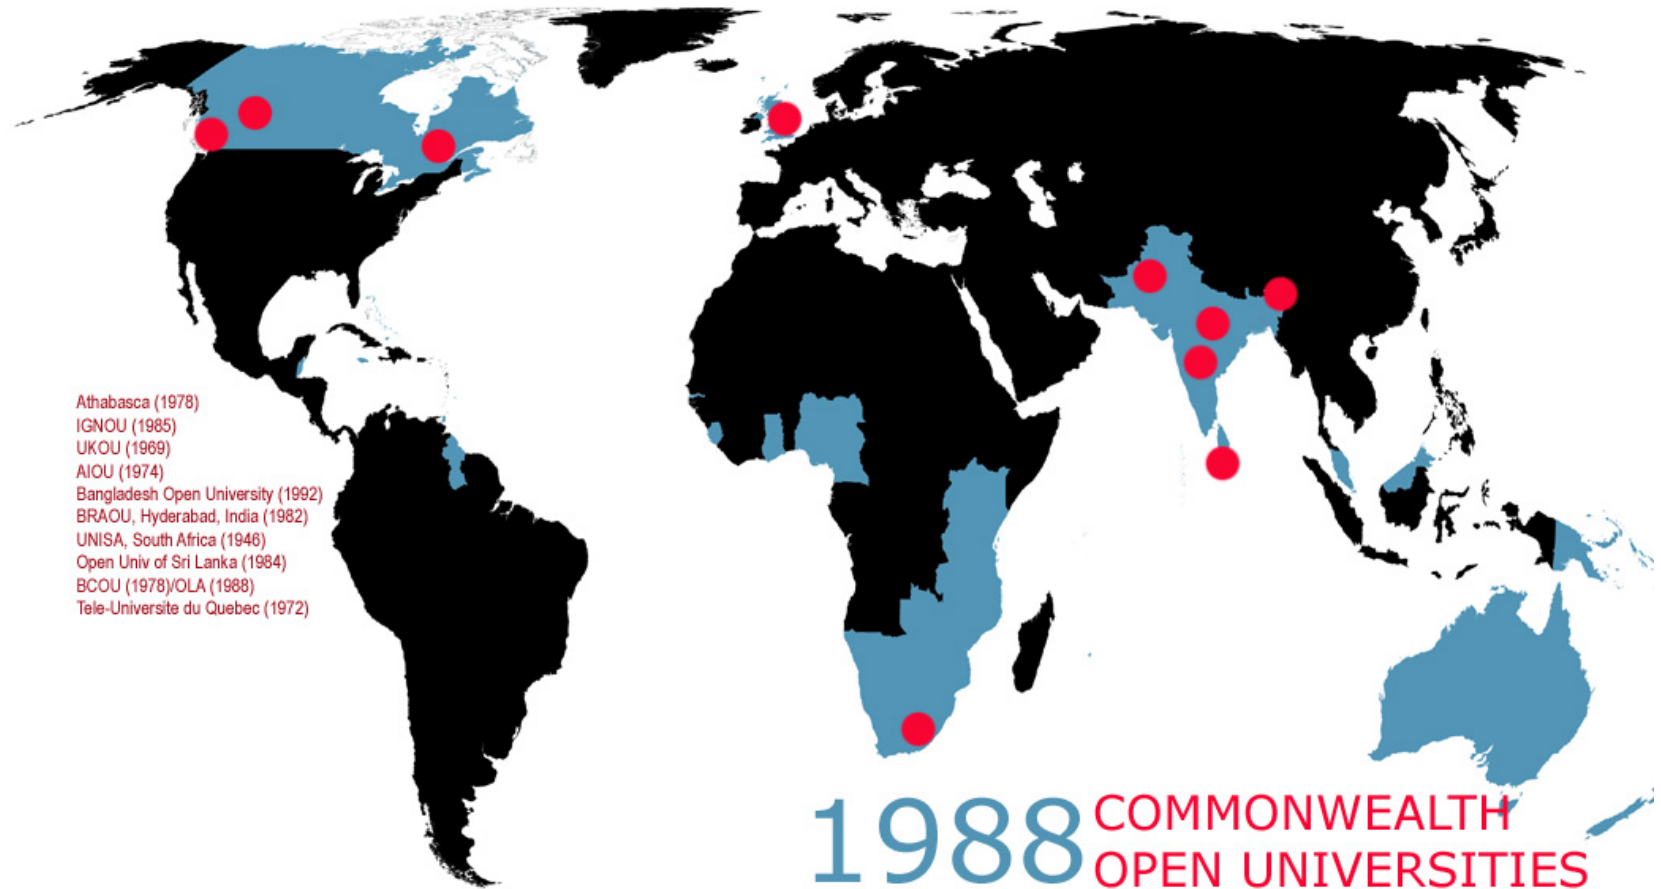 Athabasca (1978)
IGNOU (1985)
UKOU (1969)
AIOU (1974)
Bangladesh Open University (1992)
BRAOU, Hyderabad, India (1982)
UNISA, South Africa (1946)
Open Univ of Sri Lanka (1984)
BCOU (1978)/OLA (1988)
Tele-Universite du Quebec (1972)
1988 COMMONWEALTH
OPEN UNIVERSITIES